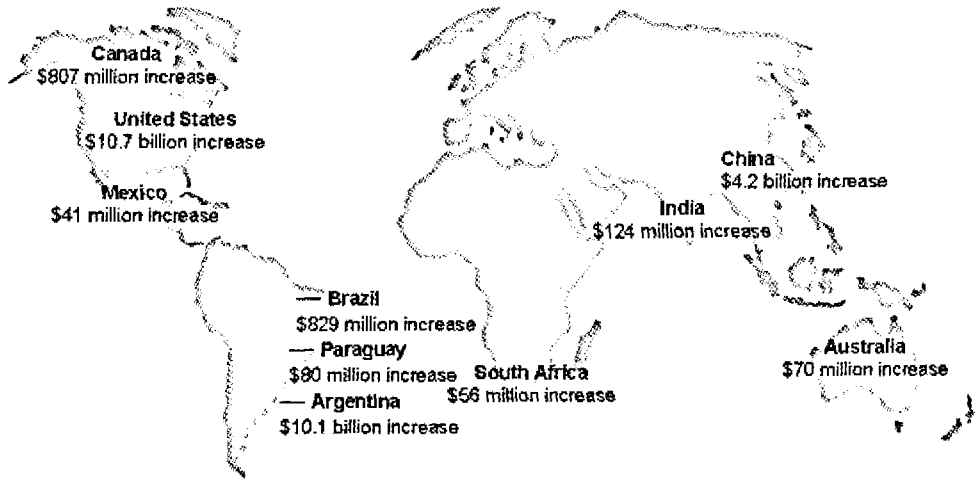 Canada
$807 million increase
United States
$10.7 billion increase
Mexico
$41 million increase
China
$4.2 billion increase
India
$124 million increase
Brazil
$829 million increase
Paraguay
$80 million increase
Argentina
$10.1 billion increase
South Africa
$56 million increase
Australia
$70 million increase